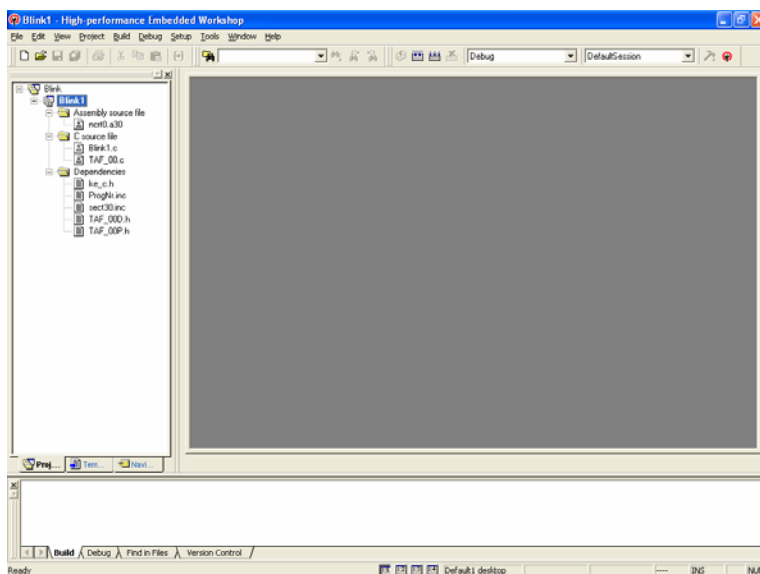 Blink1 - High-performance Embedded Workshop
File Edit View Project Build Debug Setup Tools Window Help
Debug DefaultSession
Blink
Blink1
Assembly source file
ncrt0.a30
C source file
Blink1.c
TAF_00.c
Dependencies
ke_c.h
ProgNr.inc
sect30.inc
TAF_00D.h
TAF_00P.h
Proj... Tem... Navi...
Build Debug Find in Files Version Control
Ready Default1 desktop INS NUM